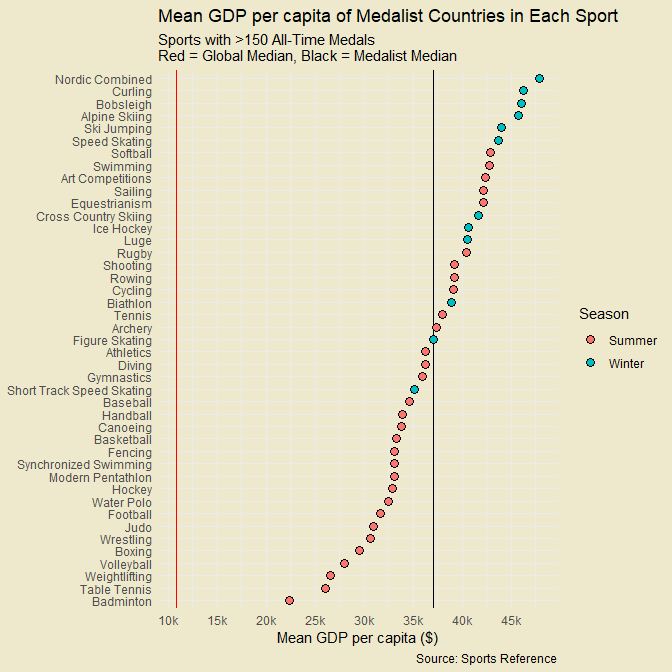 Mean GDP per capita of Medalist Countries in Each Sport
Sports with >150 All-Time Medals
Red = Global Median, Black = Medalist Median
Nordic Combined
Curling
Bobsleigh
Alpine Skiing
Ski Jumping
Speed Skating
Softball
Swimming
Art Competitions
Sailing
Equestrianism
Cross Country Skiing
Ice Hockey
Luge
Rugby
Shooting
Rowing
Cycling
Biathlon
Tennis
Archery
Figure Skating
Athletics
Diving
Gymnastics
Short Track Speed Skating
Baseball
Handball
Canoeing
Basketball
Fencing
Synchronized Swimming
Modern Pentathlon
Hockey
Water Polo
Football
Judo
Wrestling
Boxing
Volleyball
Weightlifting
Table Tennis
Badminton
10k 15k 20k 25k 30k 35k 40k 45k
Mean GDP per capita ($)
Source: Sports Reference
Season
Summer
Winter